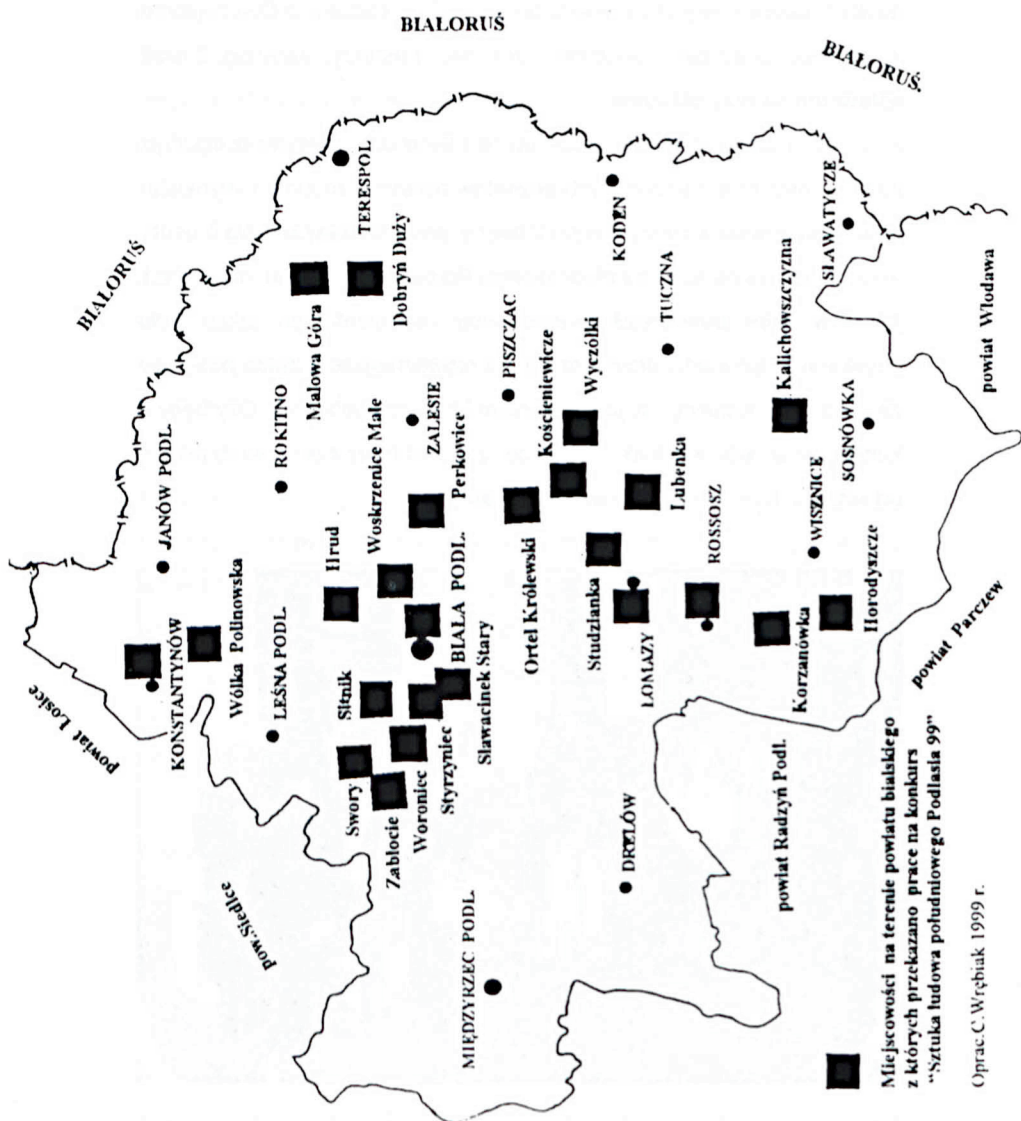 BIAŁORUŚ
BIAŁORUŚ
BIAŁORUŚ.
powiat Łosice
JANÓW PODL.
KONSTANTYNÓW
Wólka Polinowska
LEŚNA PODL.
ROKITNO
Malowa Góra
TERESPOL
Dobryń Duży
pow. Siedlce
Hrud
Woskrzenice Małe
ZALESIE
Perkowice
Sitnik
Swory
Zabłocie
Woroniec
Styrzyniec
BIAŁA PODL.
Sławacinek Stary
MIĘDZYRZEC PODL.
PISZCZAC
Kościeniewicze
Wyczółki
KODEŃ
TUCZNA
Ortel Królewski
Studzianka
Lubenka
ŁOMAZY
ROSSOSZ
DRELÓW
Kalichowszczyzna
SŁAWATYCZE
SOSNÓWKA
WISZNICE
Korzanówka
Horodyszcze
powiat Radzyń Podl.
powiat Parczew
powiat Włodawa
Miejscowości na terenie powiatu bialskiego
z których przekazano prace na konkurs
"Sztuka ludowa południowego Podlasia 99"
Oprac.C.Wrębiak 1999 r.